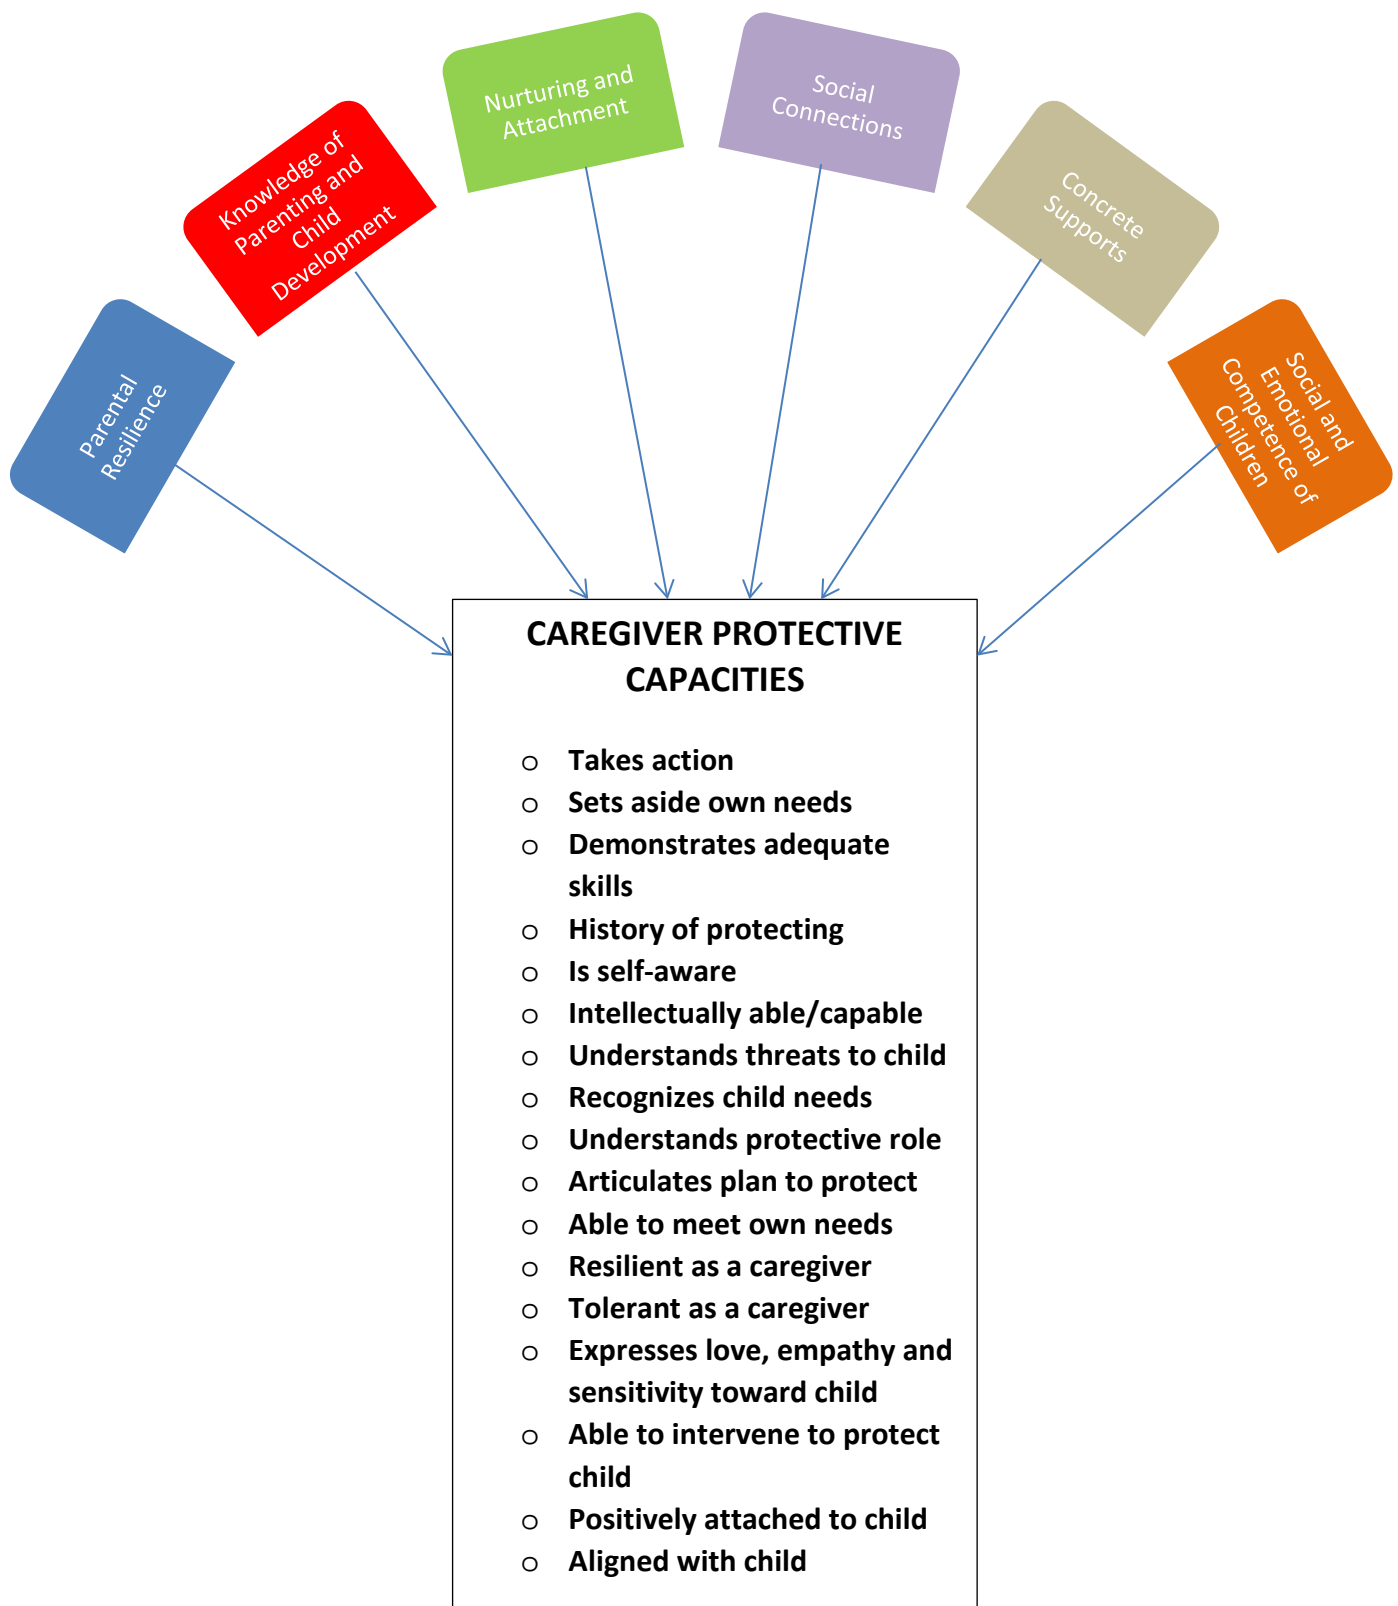 Parental
Resilience
Knowledge of
Parenting and
Child
Development
Nurturing and
Attachment
Social
Connections
Concrete
Supports
Social and
Emotional
Competence of
Children
CAREGIVER PROTECTIVE
CAPACITIES
o Takes action
o Sets aside own needs
o Demonstrates adequate
skills
o History of protecting
o Is self-aware
o Intellectually able/capable
o Understands threats to child
o Recognizes child needs
o Understands protective role
o Articulates plan to protect
o Able to meet own needs
o Resilient as a caregiver
o Tolerant as a caregiver
o Expresses love, empathy and
sensitivity toward child
o Able to intervene to protect
child
o Positively attached to child
o Aligned with child